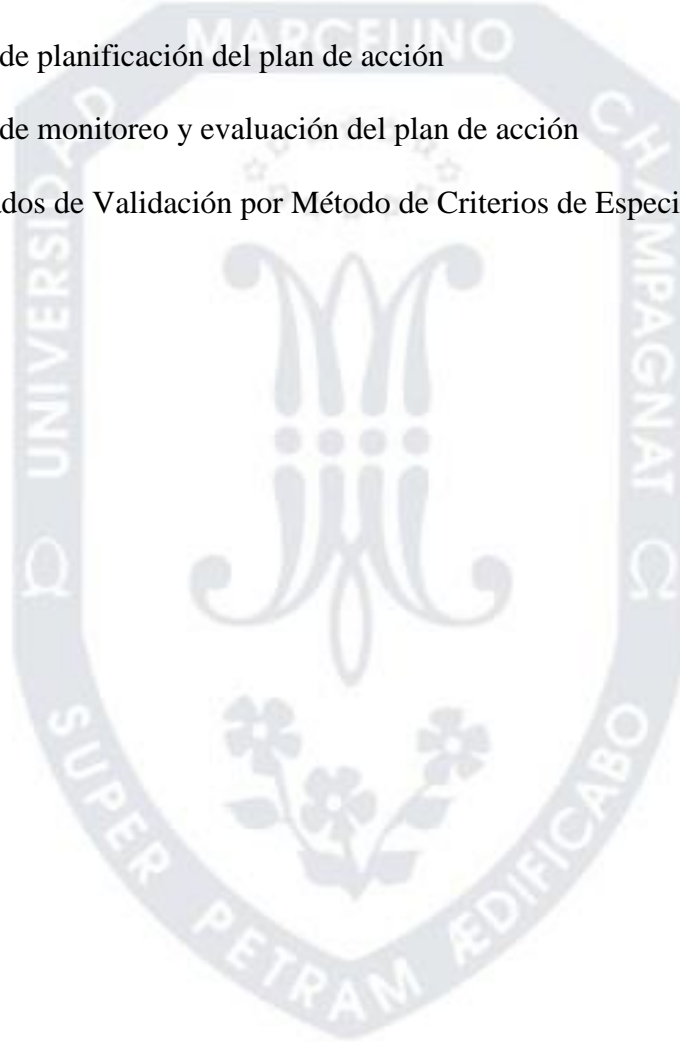 de planificación del plan de acción
de monitoreo y evaluación del plan de acción
ados de Validación por Método de Criterios de Especi
UNIVERSIDAD MARCELINO CHAMPAGNAT
SUPER PETRAM ÆDIFICABO